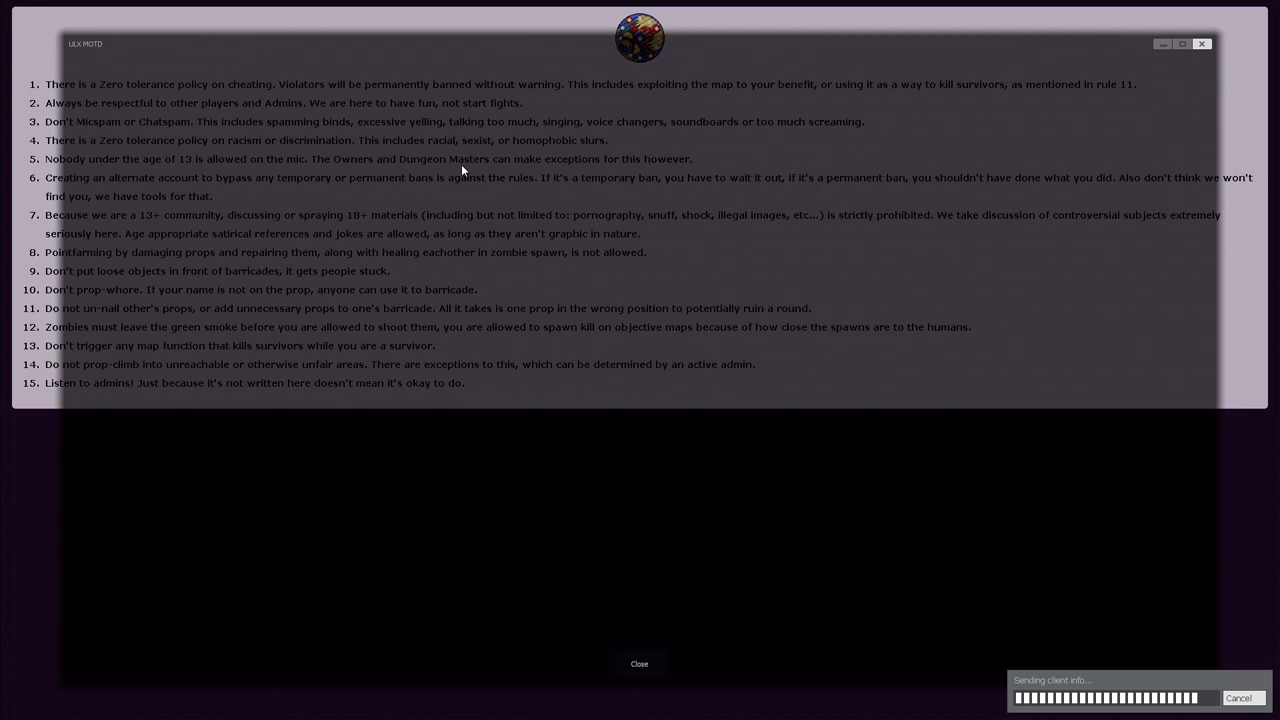 ULX MOTD
1. There is a Zero tolerance policy on cheating. Violators will be permanently banned without warning. This includes exploiting the map to your benefit, or using it as a way to kill survivors, as mentioned in rule 11.
2. Always be respectful to other players and Admins. We are here to have fun, not start fights.
3. Don't Micspam or Chatspam. This includes spamming binds, excessive yelling, talking too much, singing, voice changers, soundboards or too much screaming.
4. There is a Zero tolerance policy on racism or discrimination. This includes racial, sexist, or homophobic slurs.
5. Nobody under the age of 13 is allowed on the mic. The Owners and Dungeon Masters can make exceptions for this however.
6. Creating an alternate account to bypass any temporary or permanent bans is against the rules. If it's a temporary ban, you have to wait it out, if it's a permanent ban, you shouldn't have done what you did. Also don't think we won't
find you, we have tools for that.
7. Because we are a 13+ community, discussing or spraying 18+ materials (including but not limited to: pornography, snuff, shock, illegal images, etc...) is strictly prohibited. We take discussion of controversial subjects extremely
seriously here. Age appropriate satirical references and jokes are allowed, as long as they aren't graphic in nature.
8. Pointfarming by damaging props and repairing them, along with healing eachother in zombie spawn, is not allowed.
9. Don't put loose objects in front of barricades, it gets people stuck.
10. Don't prop-whore. If your name is not on the prop, anyone can use it to barricade.
11. Do not un-nail other's props, or add unnecessary props to one's barricade. All it takes is one prop in the wrong position to potentially ruin a round.
12. Zombies must leave the green smoke before you are allowed to shoot them, you are allowed to spawn kill on objective maps because of how close the spawns are to the humans.
13. Don't trigger any map function that kills survivors while you are a survivor.
14. Do not prop-climb into unreachable or otherwise unfair areas. There are exceptions to this, which can be determined by an active admin.
15. Listen to admins! Just because it's not written here doesn't mean it's okay to do.
Close
Sending client info...
Cancel